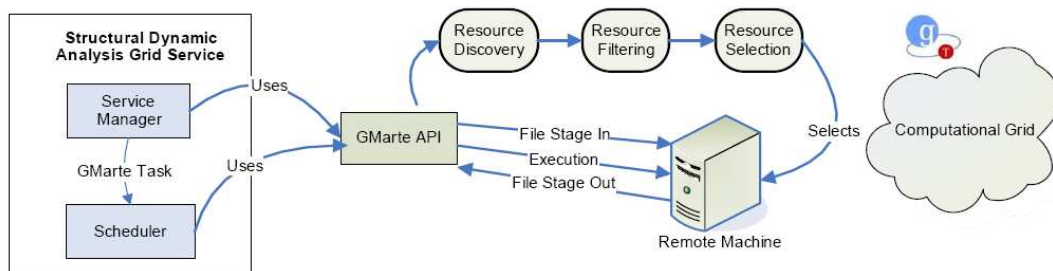 Structural Dynamic
Analysis Grid Service
Service
Manager
GMarte Task
Scheduler
Uses
Uses
GMarte API
Resource
Discovery
Resource
Filtering
Resource
Selection
File Stage In
Execution
File Stage Out
Remote Machine
Selects
g
T
Computational Grid